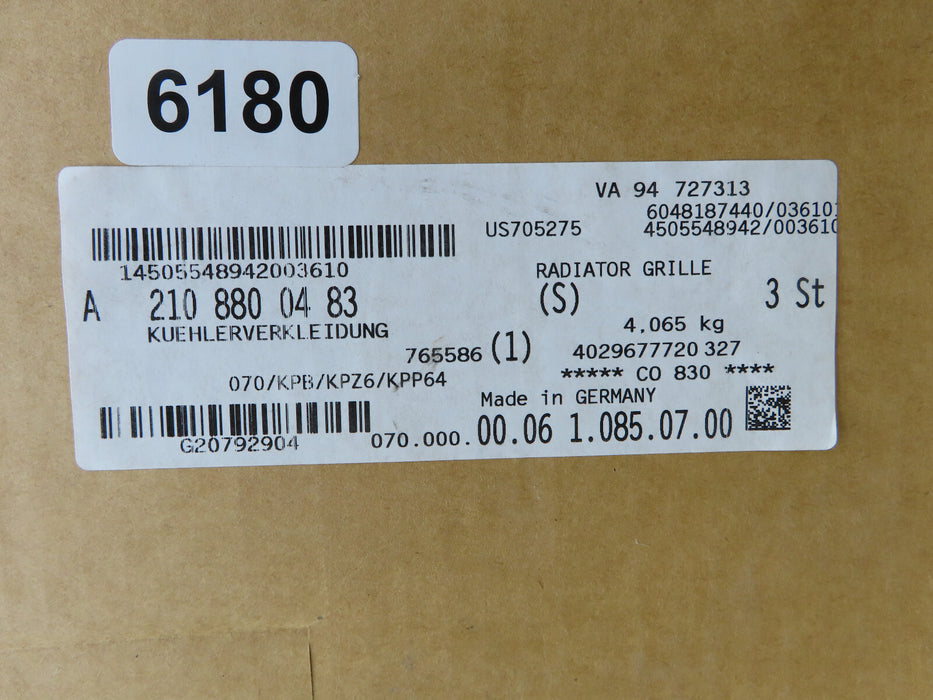 6180
VA 94 727313
6048187440/036101
US705275 4505548942/003610
14505548942003610
RADIATOR GRILLE
A 210 880 04 83 (S) 3 St
KUEHLERVERKLEIDUNG 4,065 kg
765586 (1) 4029677720 327
070/KPB/KPZ6/KPP64 ***** CO 830 ****
Made in GERMANY
G20792904 070.000. 00.06 1.085.07.00